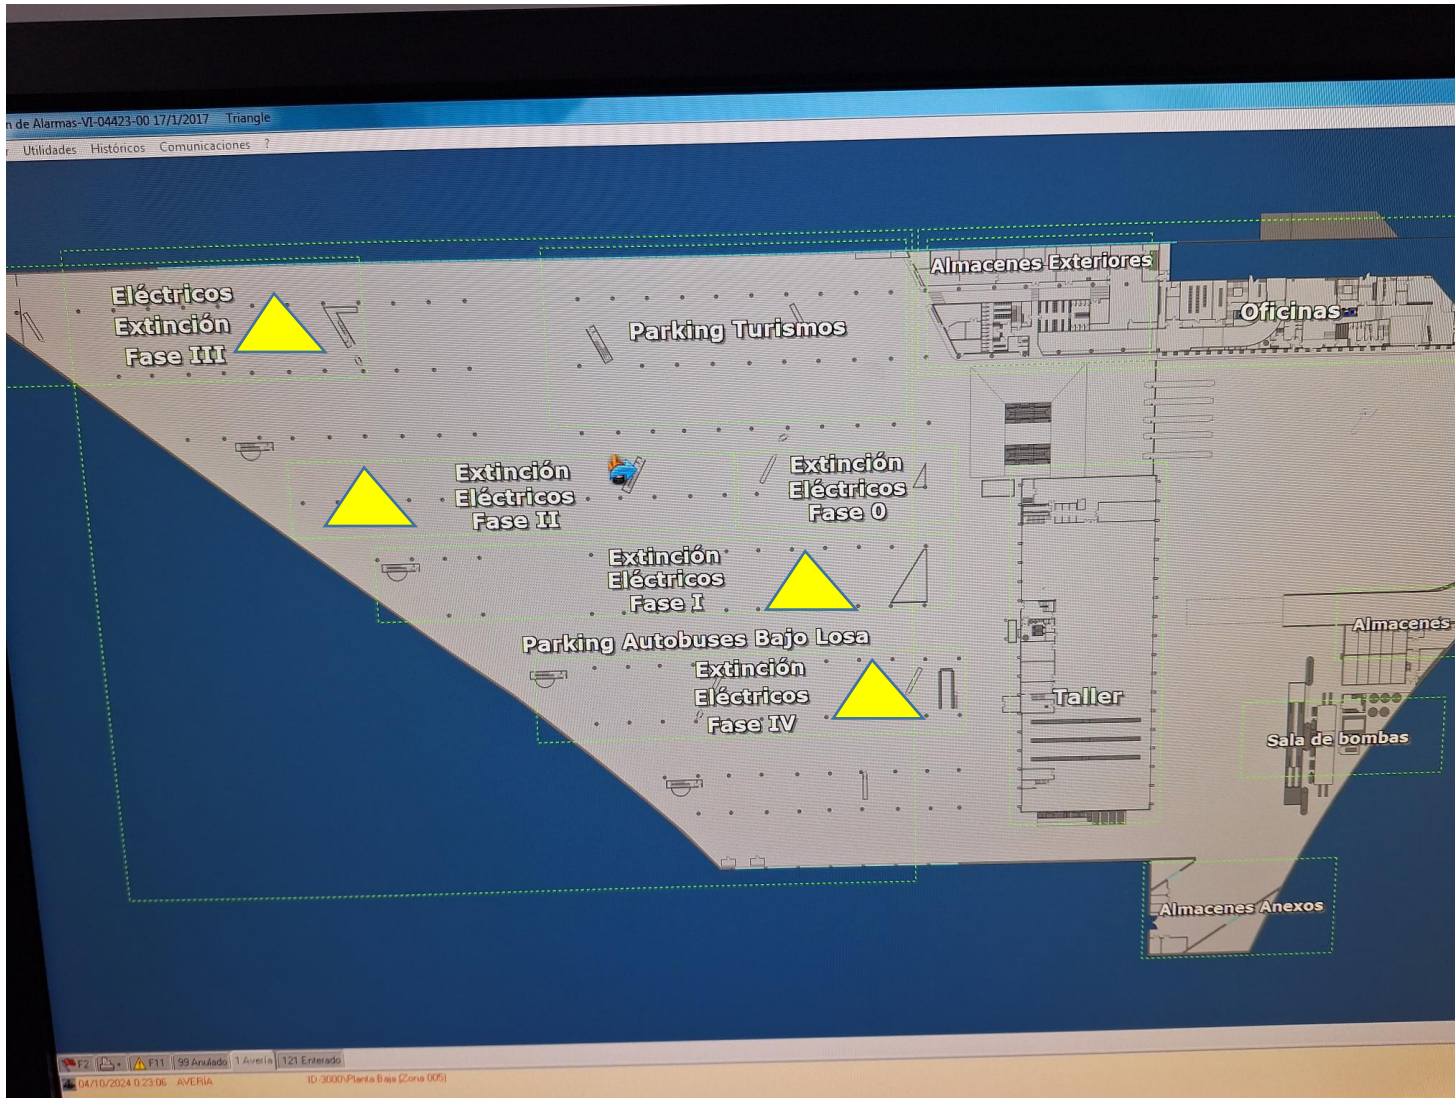 n de Alarmas-VI-04423-00 17/1/2017 Triangle
Utilidades Históricos Comunicaciones ?
Eléctricos
Extinción
Fase III
Parking Turismos
Almacenes Exteriores
Oficinas
Extinción
Eléctricos
Fase II
Extinción
Eléctricos
Fase 0
Extinción
Eléctricos
Fase I
Parking Autobuses Bajo Losa
Extinción
Eléctricos
Fase IV
Taller
Almacenes
Sala de bombas
Almacenes Anexos
F2 F11 99 Anulado 1 Avería 121 Enterado
04/10/2024 0:23:06 AVERÍA ID-3000\Planta Baja [Zona 005]